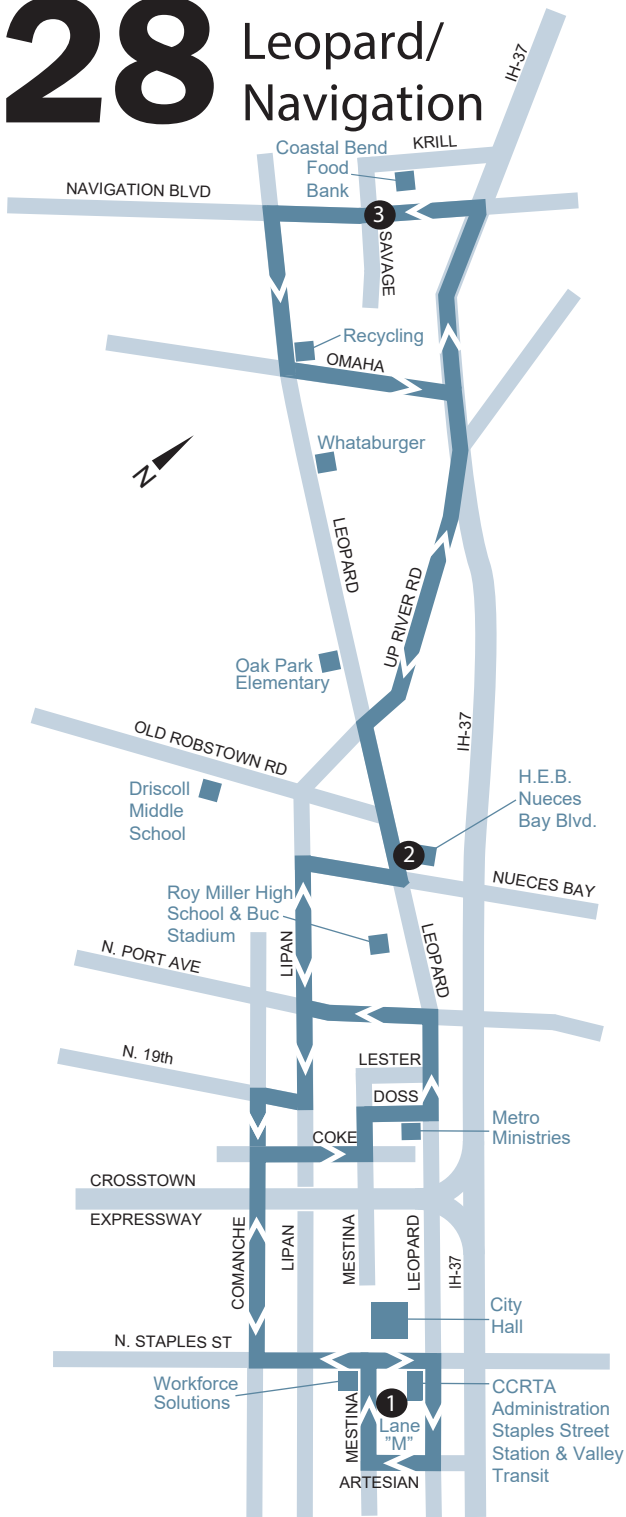 28
Leopard/
Navigation
IH-37
KRILL
Coastal Bend
Food
Bank
NAVIGATION BLVD
3
SAVAGE
Recycling
OMAHA
Whataburger
N
LEOPARD
UP RIVER RD
Oak Park
Elementary
OLD ROBSTOWN RD
IH-37
Driscoll
Middle
School
H.E.B.
Nueces
Bay Blvd.
2
NUECES BAY
Roy Miller High
School & Buc
Stadium
LIPAN
LEOPARD
N. PORT AVE
N. 19th
LESTER
DOSS
Metro
Ministries
COKE
CROSSTOWN
EXPRESSWAY
COMANCHE
LIPAN
MESTINA
LEOPARD
IH-37
City
Hall
N. STAPLES ST
Workforce
Solutions
MESTINA
1
Lane
"M"
CCRTA
Administration
Staples Street
Station & Valley
Transit
ARTESIAN